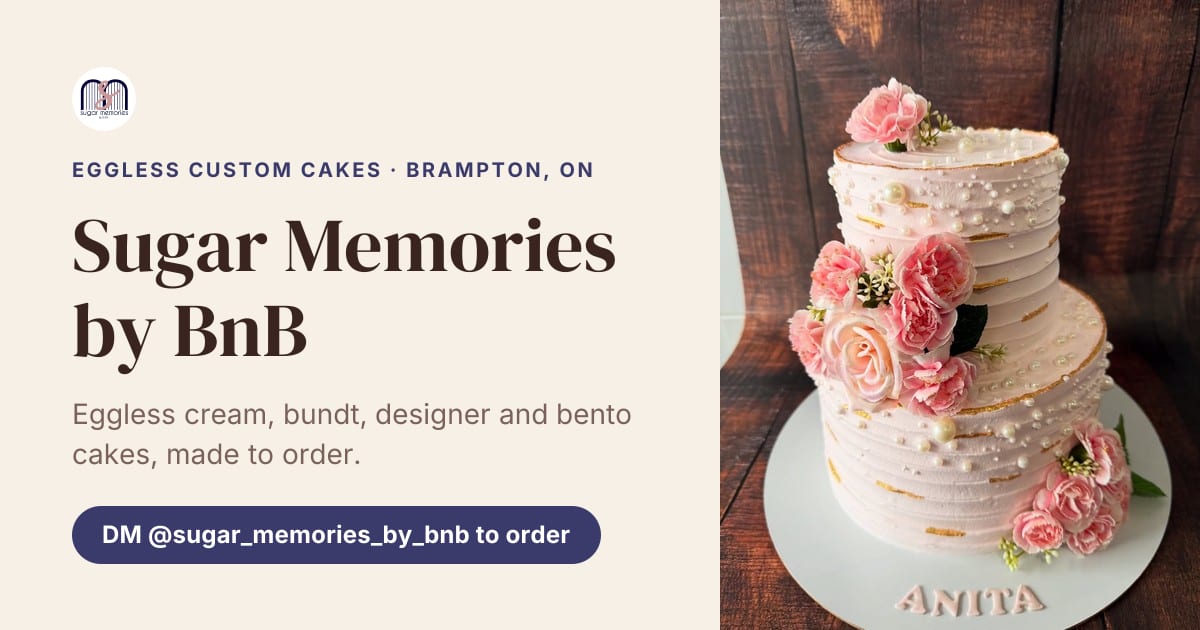 sugar memories
EGGLESS CUSTOM CAKES · BRAMPTON, ON
Sugar Memories
by BnB
Eggless cream, bundt, designer and bento
cakes, made to order.
DM @sugar_memories_by_bnb to order
ANITA